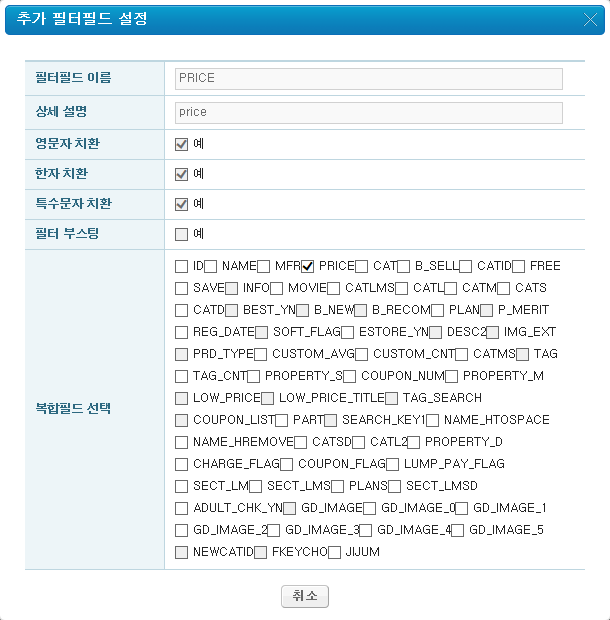 추가 필터필드 설정
필터필드 이름 PRICE
상세 설명 price
영문자 치환 예
한자 치환 예
특수문자 치환 예
필터 부스팅 예
복합필드 선택
ID NAME MFR PRICE CAT B_SELL CATID FREE
SAVE INFO MOVIE CATLMS CATL CATM CATS
CATD BEST_YN B_NEW B_RECOM PLAN P_MERIT
REG_DATE SOFT_FLAG ESTORE_YN DESC2 IMG_EXT
PRD_TYPE CUSTOM_AVG CUSTOM_CNT CATMS TAG
TAG_CNT PROPERTY_S COUPON_NUM PROPERTY_M
LOW_PRICE LOW_PRICE_TITLE TAG_SEARCH
COUPON_LIST PART SEARCH_KEY1 NAME_HTOSPACE
NAME_HREMOVE CATSD CATL2 PROPERTY_D
CHARGE_FLAG COUPON_FLAG LUMP_PAY_FLAG
SECT_LM SECT_LMS PLANS SECT_LMSD
ADULT_CHK_YN GD_IMAGE GD_IMAGE_0 GD_IMAGE_1
GD_IMAGE_2 GD_IMAGE_3 GD_IMAGE_4 GD_IMAGE_5
NEWCATID FKEYCHO JIJUM
취소